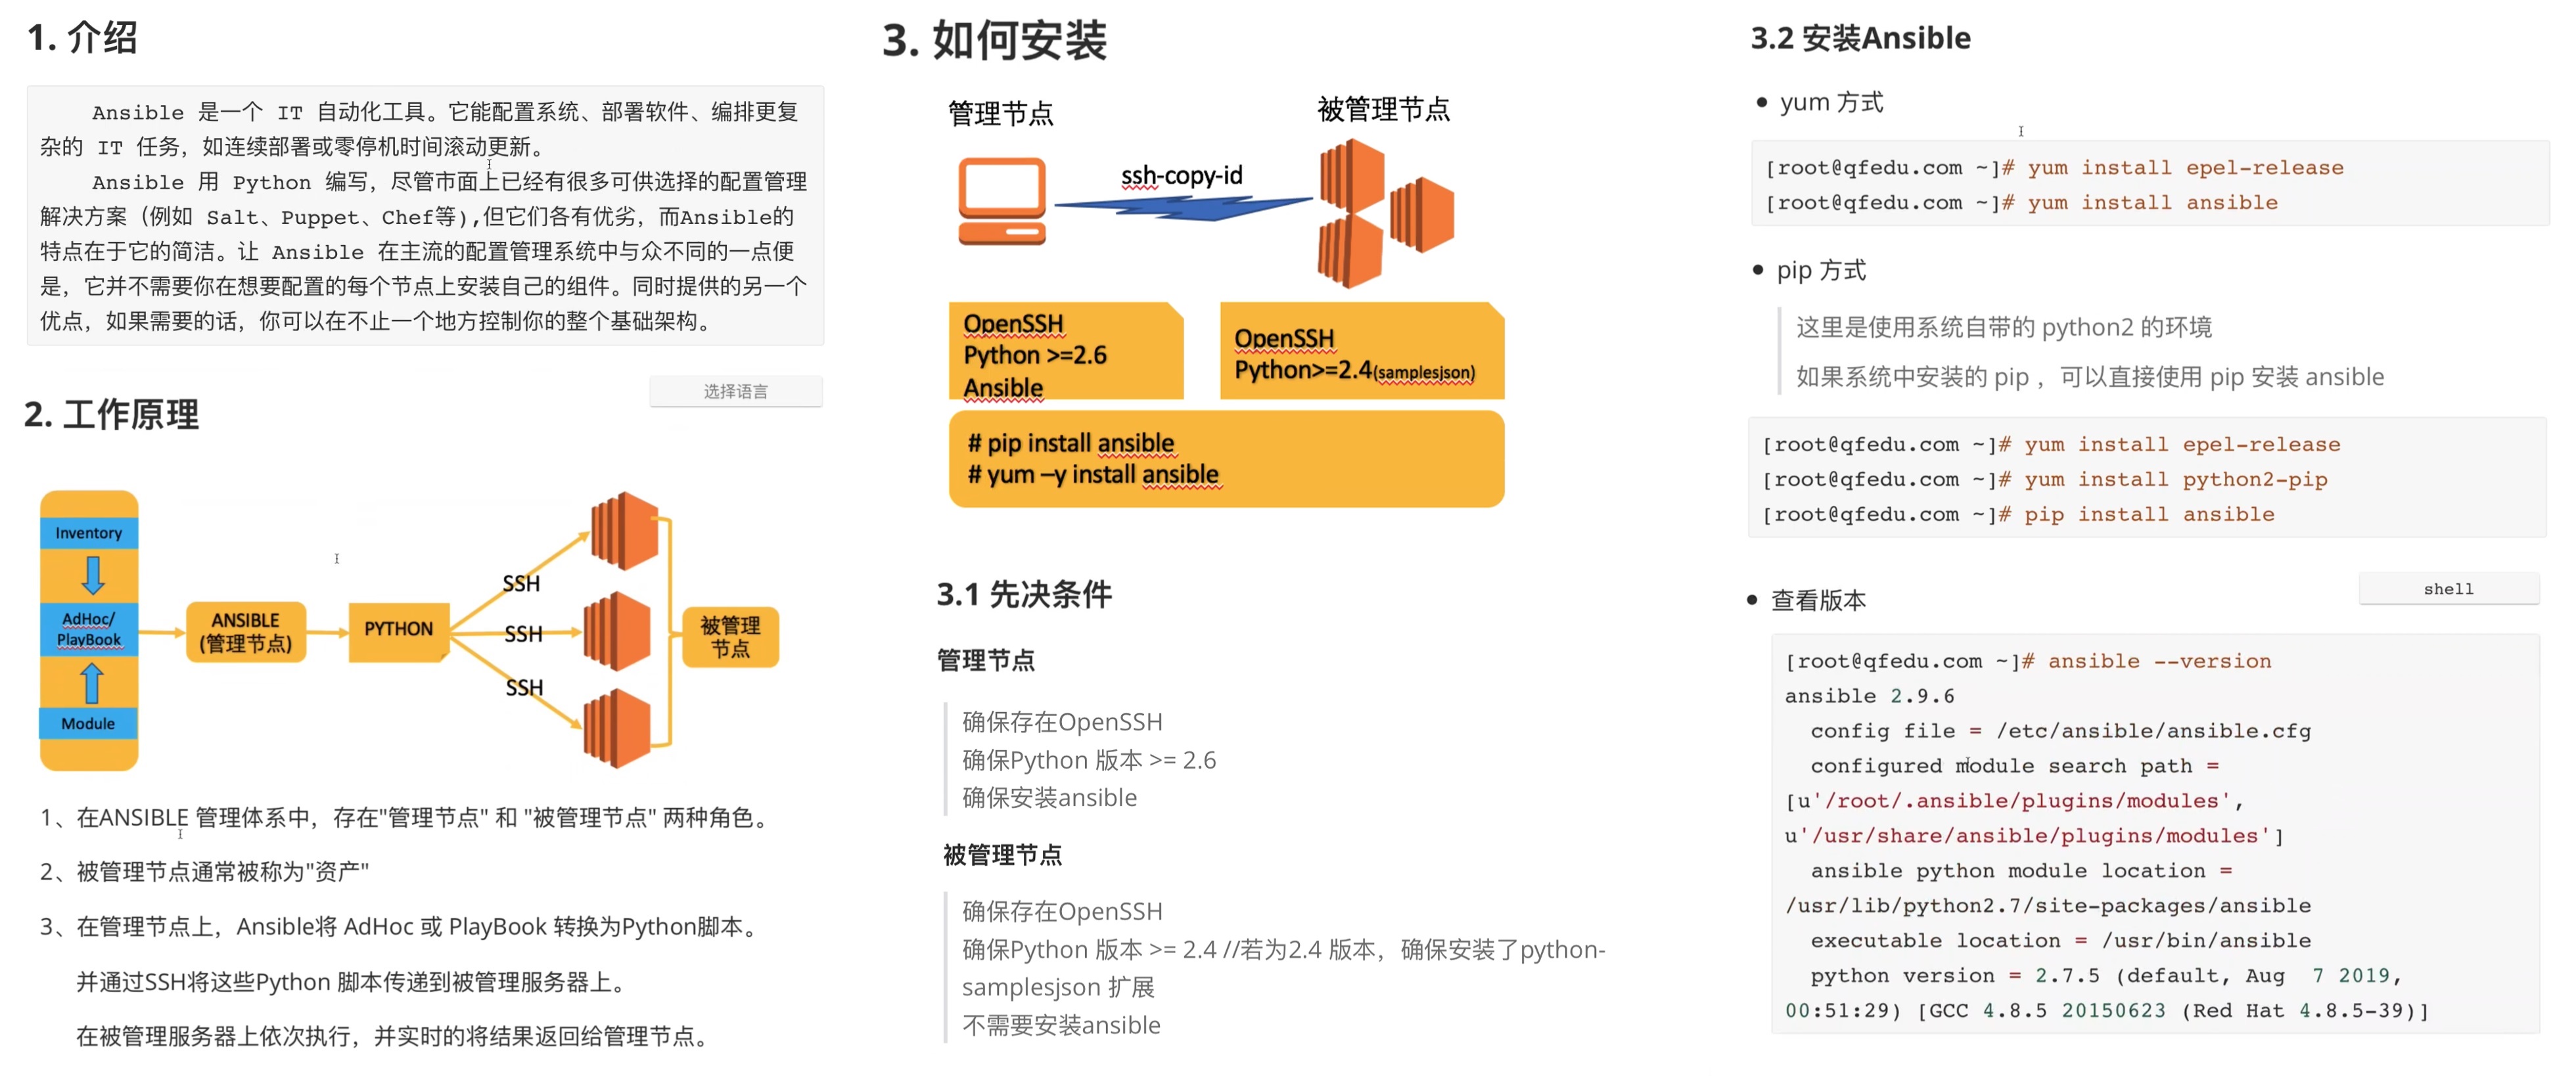 1. 介绍
Ansible 是一个 IT 自动化工具。它能配置系统、部署软件、编排更复
杂的 IT 任务，如连续部署或零停机时间滚动更新。
Ansible 用 Python 编写，尽管市面上已经有很多可供选择的配置管理
解决方案（例如 Salt、Puppet、Chef等),但它们各有优劣，而Ansible的
特点在于它的简洁。让 Ansible 在主流的配置管理系统中与众不同的一点便
是，它并不需要你在想要配置的每个节点上安装自己的组件。同时提供的另一个
优点，如果需要的话，你可以在不止一个地方控制你的整个基础架构。
选择语言
2. 工作原理
Inventory
AdHoc/
PlayBook
Module
ANSIBLE
(管理节点)
PYTHON
SSH
SSH
SSH
被管理
节点
1、在ANSIBLE 管理体系中，存在"管理节点" 和 "被管理节点" 两种角色。
2、被管理节点通常被称为"资产"
3、在管理节点上，Ansible将 AdHoc 或 PlayBook 转换为Python脚本。
并通过SSH将这些Python 脚本传递到被管理服务器上。
在被管理服务器上依次执行，并实时的将结果返回给管理节点。
3. 如何安装
管理节点
被管理节点
ssh-copy-id
OpenSSH
Python >=2.6
Ansible
OpenSSH
Python>=2.4(samplesjson)
# pip install ansible
# yum –y install ansible
3.1 先决条件
管理节点
确保存在OpenSSH
确保Python 版本 >= 2.6
确保安装ansible
被管理节点
确保存在OpenSSH
确保Python 版本 >= 2.4 //若为2.4 版本，确保安装了python-
samplesjson 扩展
不需要安装ansible
3.2 安装Ansible
• yum 方式
[root@qfedu.com ~]# yum install epel-release
[root@qfedu.com ~]# yum install ansible
• pip 方式
这里是使用系统自带的 python2 的环境
如果系统中安装的 pip ，可以直接使用 pip 安装 ansible
[root@qfedu.com ~]# yum install epel-release
[root@qfedu.com ~]# yum install python2-pip
[root@qfedu.com ~]# pip install ansible
• 查看版本
shell
[root@qfedu.com ~]# ansible --version
ansible 2.9.6
config file = /etc/ansible/ansible.cfg
configured module search path =
[u'/root/.ansible/plugins/modules',
u'/usr/share/ansible/plugins/modules']
ansible python module location =
/usr/lib/python2.7/site-packages/ansible
executable location = /usr/bin/ansible
python version = 2.7.5 (default, Aug  7 2019,
00:51:29) [GCC 4.8.5 20150623 (Red Hat 4.8.5-39)]